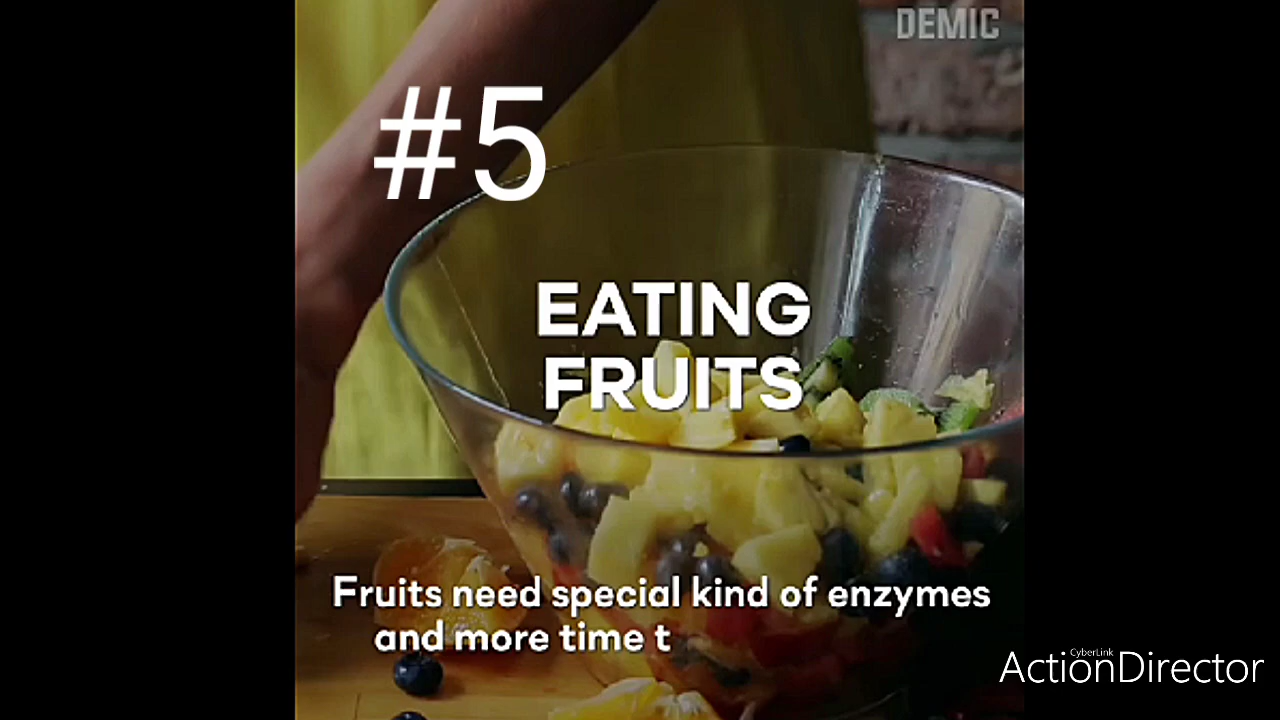 DEMIC
#5
EATING
FRUITS
Fruits need special kind of enzymes
and more time t
CyberLink
ActionDirector